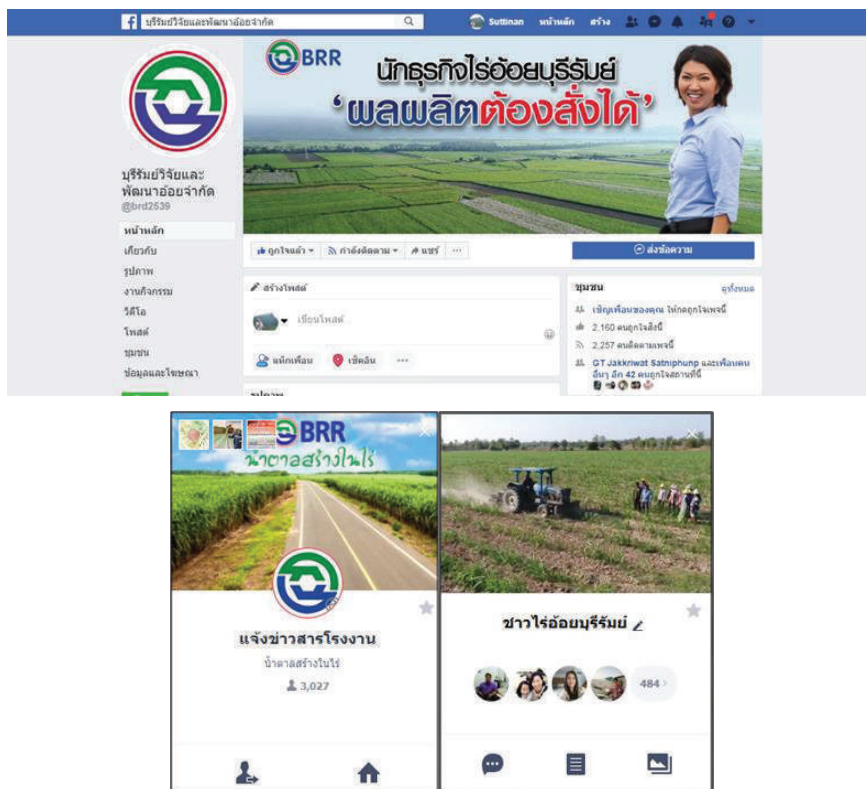 บุรีรัมย์วิจัยและพัฒนาอ้อยจำกัด
Suttinan หน้าหลัก สร้าง
BRR
นักธุรกิจไร่อ้อยบุรีรัมย์
‘ผลผลิตต้องสั่งได้’
บุรีรัมย์วิจัยและ
พัฒนาอ้อยจำกัด
@brd2539
หน้าหลัก
เกี่ยวกับ
รูปภาพ
งานกิจกรรม
วิดีโอ
โพสต์
ชุมชน
ข้อมูลและโฆษณา
ถูกใจแล้ว กำลังติดตาม แชร์ ...
ส่งข้อความ
สร้างโพสต์
เขียนโพสต์
แท็กเพื่อน เช็คอิน ...
รูปภาพ
ชุมชน ดูทั้งหมด
เชิญเพื่อนของคุณ ให้กดถูกใจเพจนี้
2,160 คนถูกใจสิ่งนี้
2,257 คนติดตามเพจนี้
GT Jakkriwat Satniphung และเพื่อนคน
อื่นๆ อีก 42 คนถูกใจสถานที่นี้
BRR
น้ำตาลสร้างในไร่
แจ้งข่าวสารโรงงาน
น้ำตาลสร้างในไร่
3,027
ชาวไร่อ้อยบุรีรัมย์
484